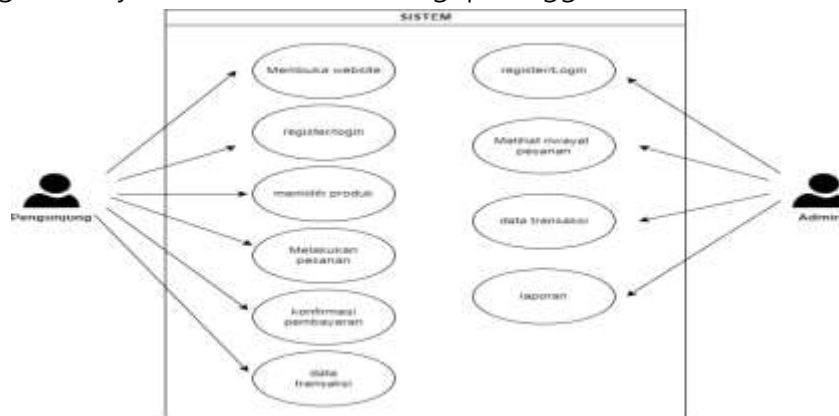 SISTEM
Membuka website
register/login
memilih produk
Melakukan
pesanan
konfirmasi
pembayaran
data
transaksi
register/Login
Melihat riwayat
pesanan
data transaksi
laporan
Pengunjung
Admin